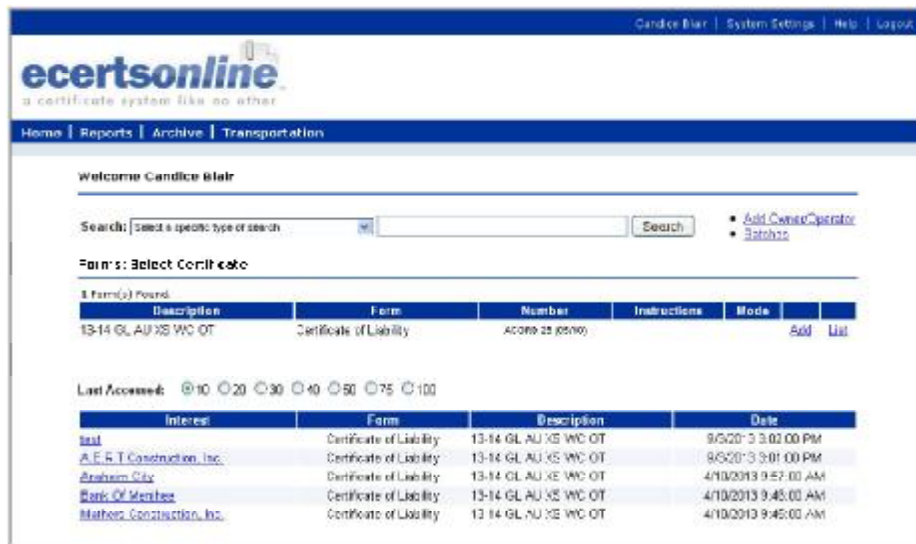 Candice Blair | System Settings | Help | Logout
ecertsonline
a certificate system like no other
Home | Reports | Archive | Transportation
Welcome Candice Blair
Search: Select a specific type of search Search
• Add Owner/Operator
• Batches
Forms: Select Certificate
1 Form(s) Found.
Description Form Number Instructions Mode
13-14 GL AU XS WC OT Certificate of Liability ACORD 25 Add List
Last Accessed: 10 20 30 40 50 75 100
Interest Form Description Date
test Certificate of Liability 13-14 GL AU XS WC OT 9/3/2013 3:02:00 PM
A.E.R.T Construction, Inc. Certificate of Liability 13-14 GL AU XS WC OT 9/3/2013 3:01:00 PM
Anaheim City Certificate of Liability 13-14 GL AU XS WC OT 4/10/2013 9:57:00 AM
Bank Of Menifee Certificate of Liability 13-14 GL AU XS WC OT 4/10/2013 9:46:00 AM
Mathers Construction, Inc. Certificate of Liability 13-14 GL AU XS WC OT 4/10/2013 9:45:00 AM